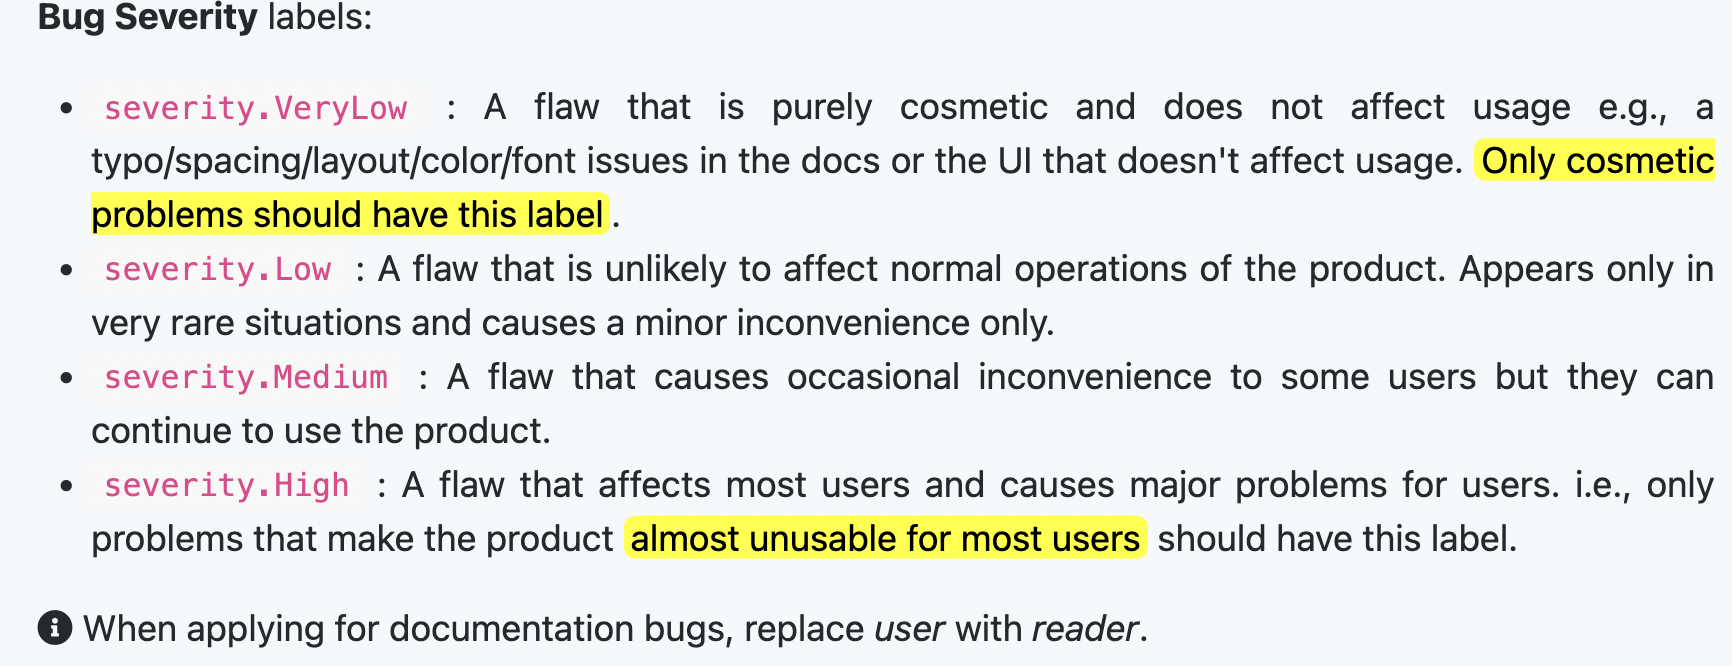 Bug Severity labels:
• severity.VeryLow : A flaw that is purely cosmetic and does not affect usage e.g., a
typo/spacing/layout/color/font issues in the docs or the UI that doesn't affect usage. Only cosmetic
problems should have this label.
• severity.Low : A flaw that is unlikely to affect normal operations of the product. Appears only in
very rare situations and causes a minor inconvenience only.
• severity.Medium : A flaw that causes occasional inconvenience to some users but they can
continue to use the product.
• severity.High : A flaw that affects most users and causes major problems for users. i.e., only
problems that make the product almost unusable for most users should have this label.
When applying for documentation bugs, replace user with reader.